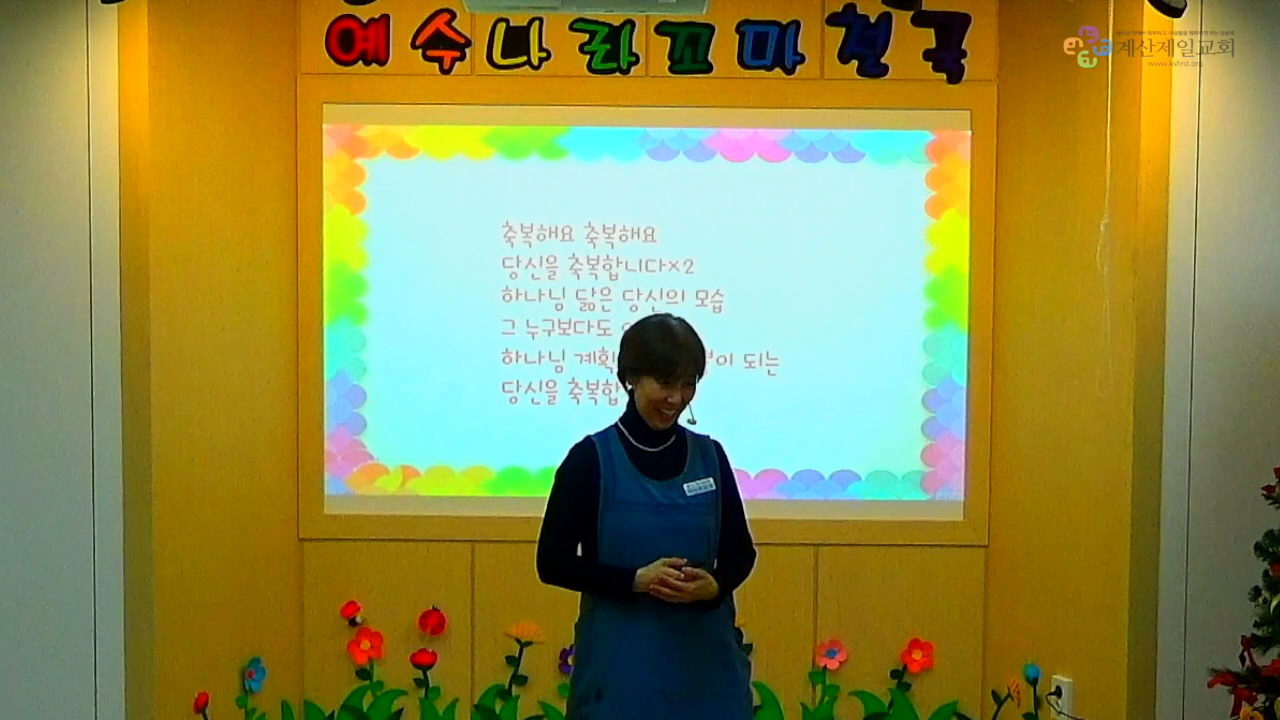 예수나라꼬마천국
계산제일교회
www.ksfirst.org
축복해요 축복해요
당신을 축복합니다×2
하나님 닮은 당신의 모습
그 누구보다도
하나님 계획 되는
당신을 축복합